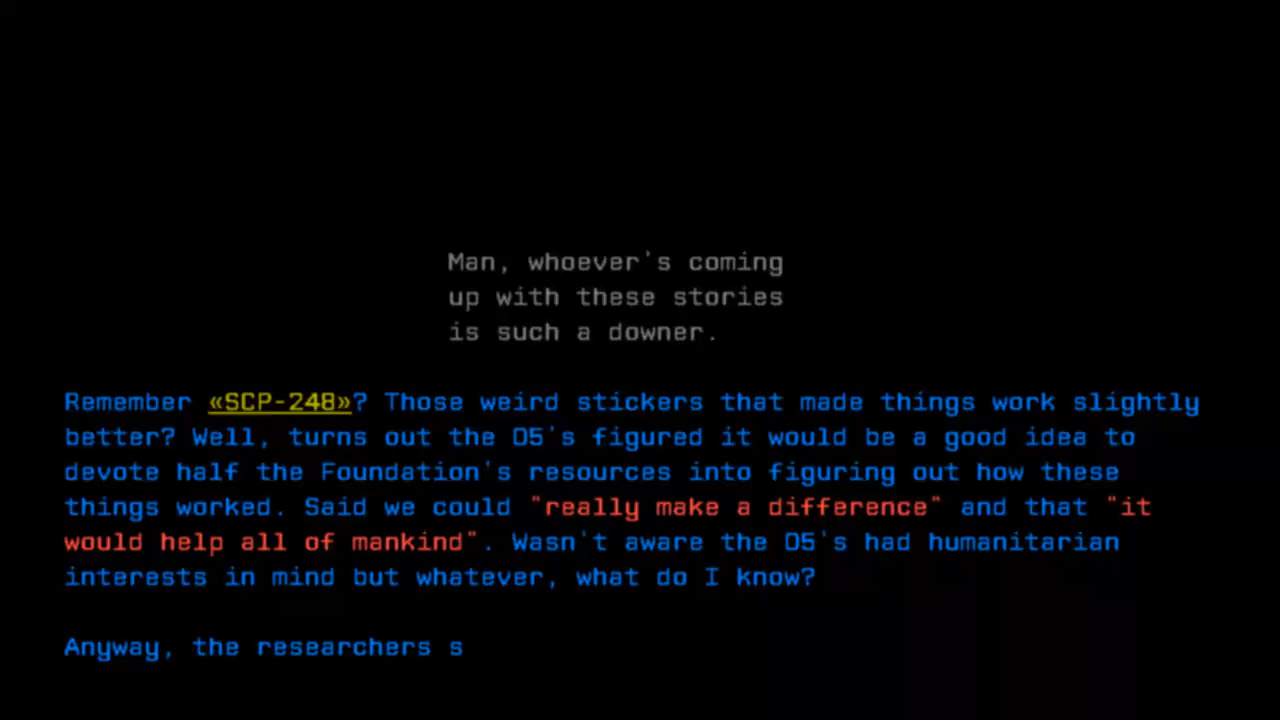 Man, whoever's coming
up with these stories
is such a downer.
Remember «SCP-248»? Those weird stickers that made things work slightly
better? Well, turns out the O5's figured it would be a good idea to
devote half the Foundation's resources into figuring out how these
things worked. Said we could "really make a difference" and that "it
would help all of mankind". Wasn't aware the O5's had humanitarian
interests in mind but whatever, what do I know?
Anyway, the researchers s